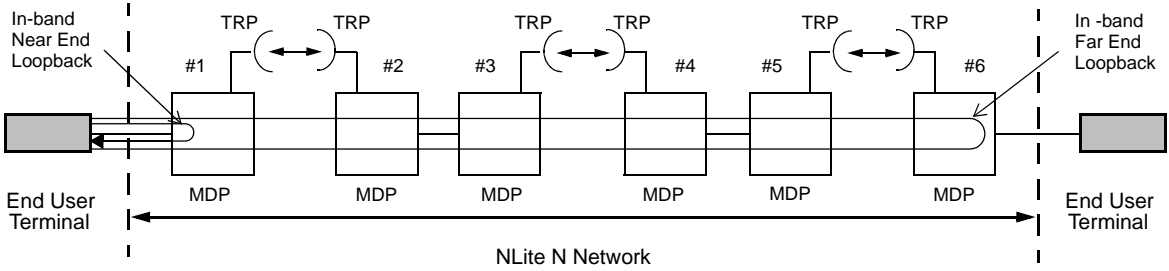 In-band
Near End
Loopback
TRP TRP TRP TRP TRP TRP
In -band
Far End
Loopback
#1 #2 #3 #4 #5 #6
MDP MDP MDP MDP MDP MDP
End User
Terminal
End User
Terminal
NLite N Network